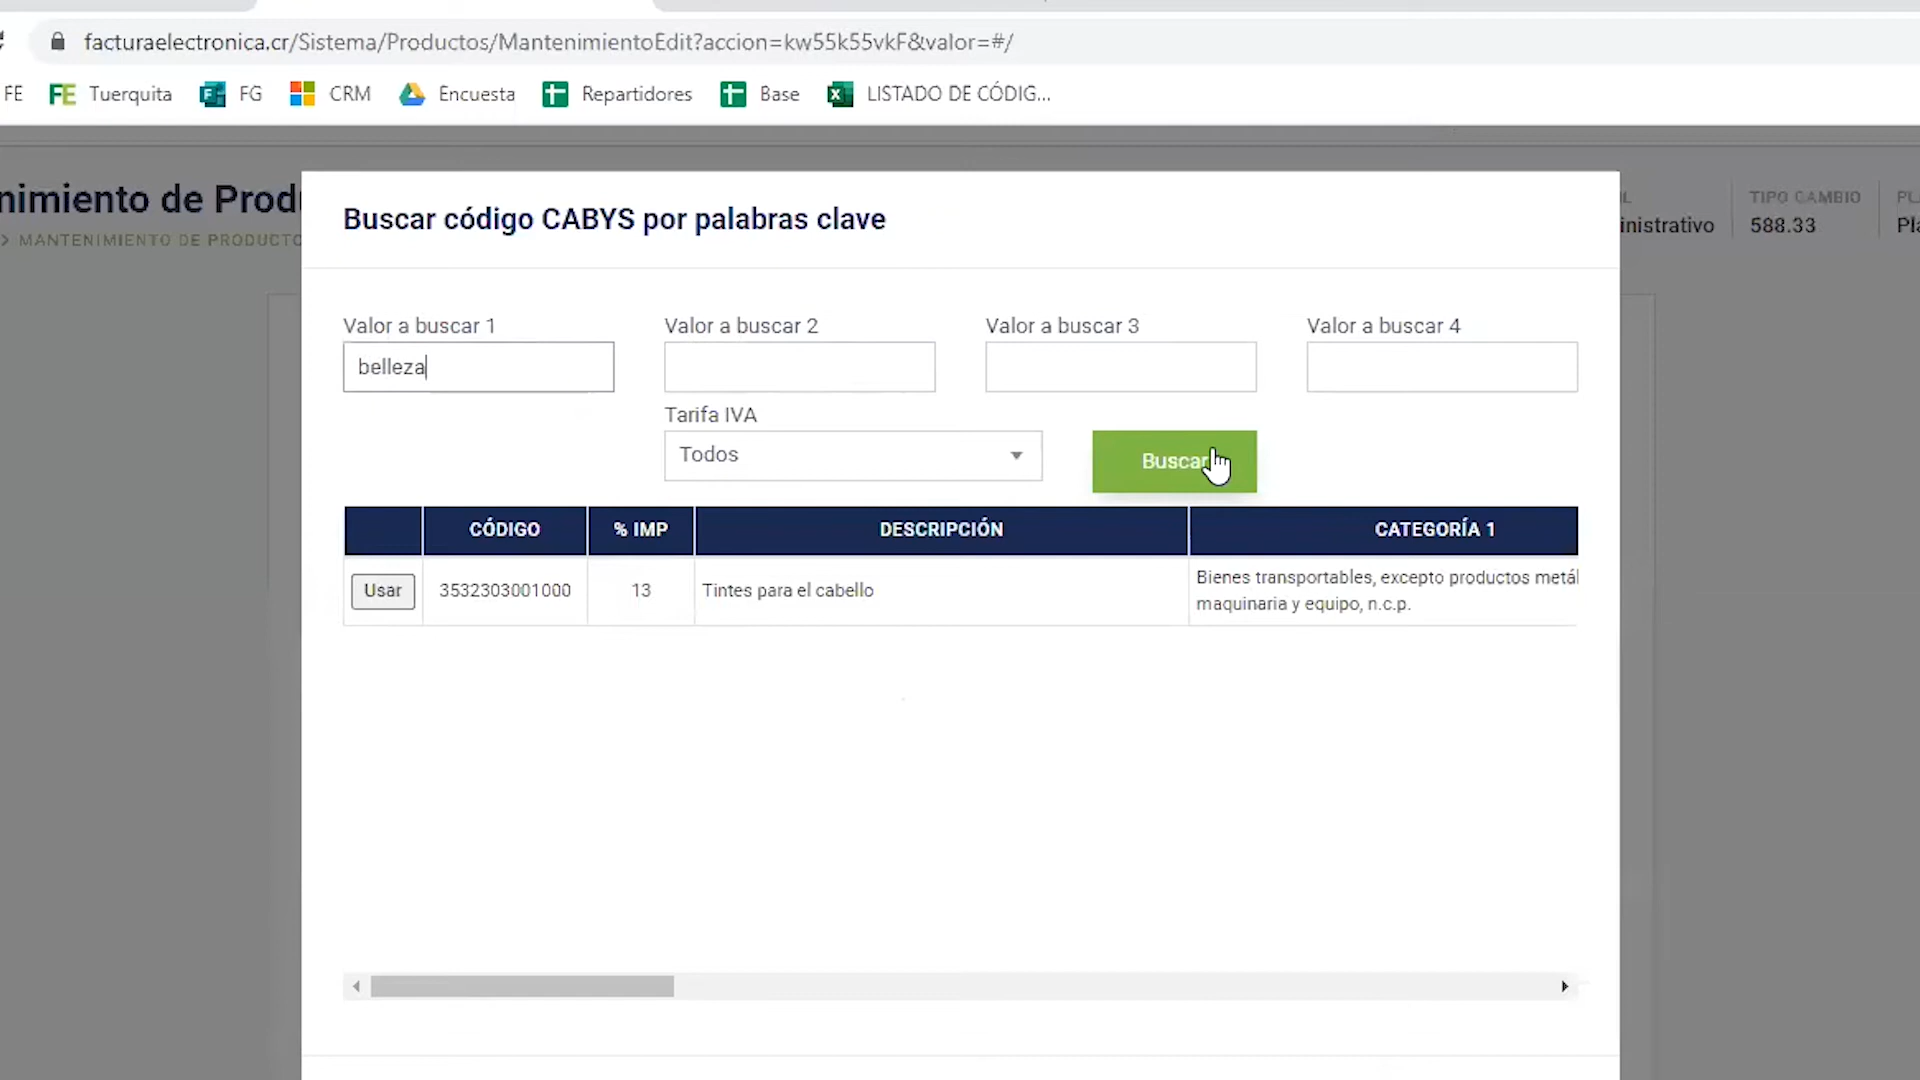 facturaelectronica.cr/Sistema/Productos/MantenimientoEdit?accion=kw55k55vkF&valor=#/
FE FE Tuerquita FG CRM Encuesta Repartidores Base LISTADO DE CÓDIG...
nimiento de Prod
> MANTENIMIENTO DE PRODUCTO
TIPO CAMBIO
inistrativo 588.33
Buscar código CABYS por palabras clave
Valor a buscar 1 Valor a buscar 2 Valor a buscar 3 Valor a buscar 4
belleza
Tarifa IVA
Todos
Buscar
CÓDIGO % IMP DESCRIPCIÓN CATEGORÍA 1
Usar 3532303001000 13 Tintes para el cabello Bienes transportables, excepto productos metál
maquinaria y equipo, n.c.p.